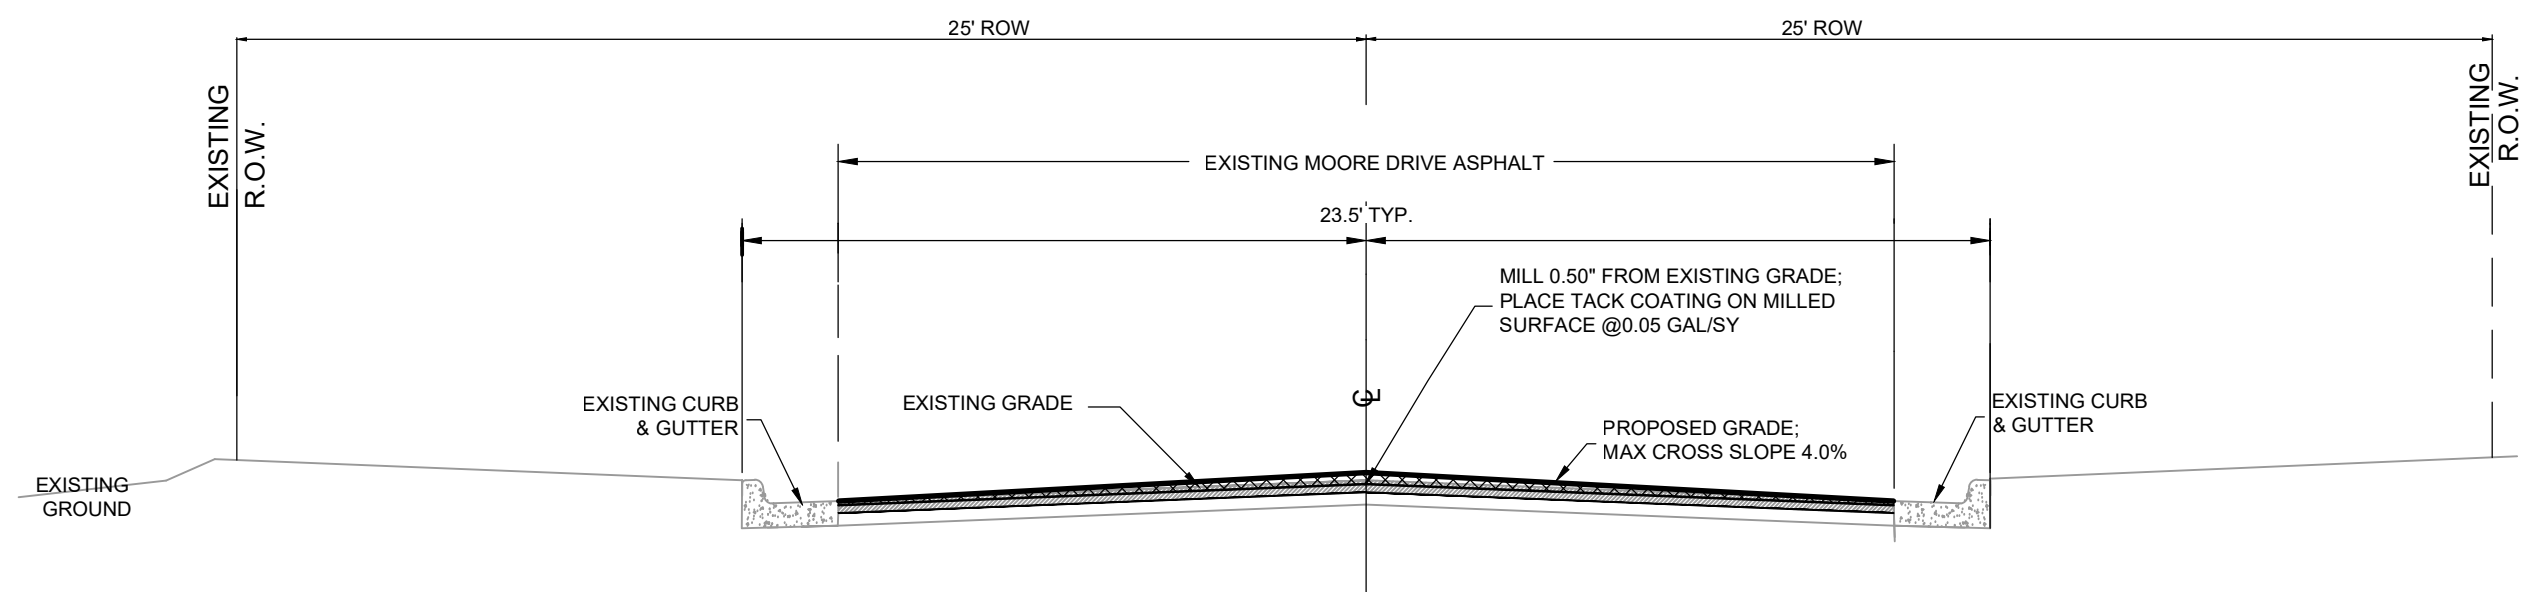 25' ROW
25' ROW
EXISTING
R.O.W.
EXISTING
R.O.W.
EXISTING MOORE DRIVE ASPHALT
23.5' TYP.
MILL 0.50" FROM EXISTING GRADE;
PLACE TACK COATING ON MILLED
SURFACE @0.05 GAL/SY
EXISTING CURB
& GUTTER
EXISTING GRADE
℄
PROPOSED GRADE;
MAX CROSS SLOPE 4.0%
EXISTING CURB
& GUTTER
EXISTING
GROUND